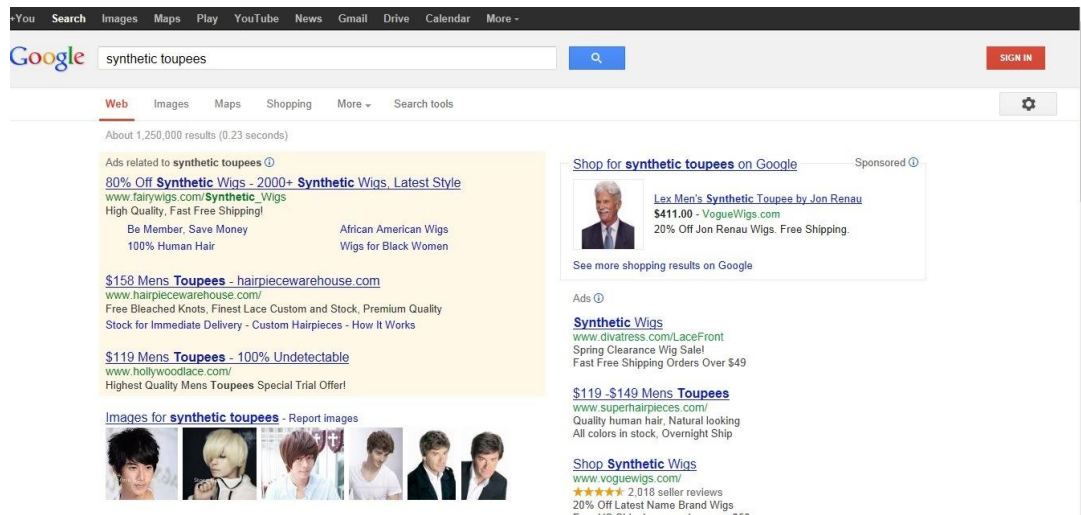 +You Search Images Maps Play YouTube News Gmail Drive Calendar More
Google synthetic toupees SIGN IN
Web Images Maps Shopping More Search tools
About 1,250,000 results (0.23 seconds)
Ads related to synthetic toupees
80% Off Synthetic Wigs - 2000+ Synthetic Wigs, Latest Style
www.fairywigs.com/Synthetic_Wigs
High Quality, Fast Free Shipping!
Be Member, Save Money African American Wigs
100% Human Hair Wigs for Black Women
$158 Mens Toupees - hairpiecewarehouse.com
www.hairpiecewarehouse.com/
Free Bleached Knots, Finest Lace Custom and Stock, Premium Quality
Stock for Immediate Delivery - Custom Hairpieces - How It Works
$119 Mens Toupees - 100% Undetectable
www.hollywoodlace.com/
Highest Quality Mens Toupees Special Trial Offer!
Images for synthetic toupees - Report images
Shop for synthetic toupees on Google Sponsored
Lex Men's Synthetic Toupee by Jon Renau
$411.00 - VogueWigs.com
20% Off Jon Renau Wigs. Free Shipping.
See more shopping results on Google
Ads
Synthetic Wigs
www.divatress.com/LaceFront
Spring Clearance Wig Sale!
Fast Free Shipping Orders Over $49
$119 -$149 Mens Toupees
www.superhairpieces.com/
Quality human hair, Natural looking
All colors in stock, Overnight Ship
Shop Synthetic Wigs
www.voguewigs.com/
2,018 seller reviews
20% Off Latest Name Brand Wigs